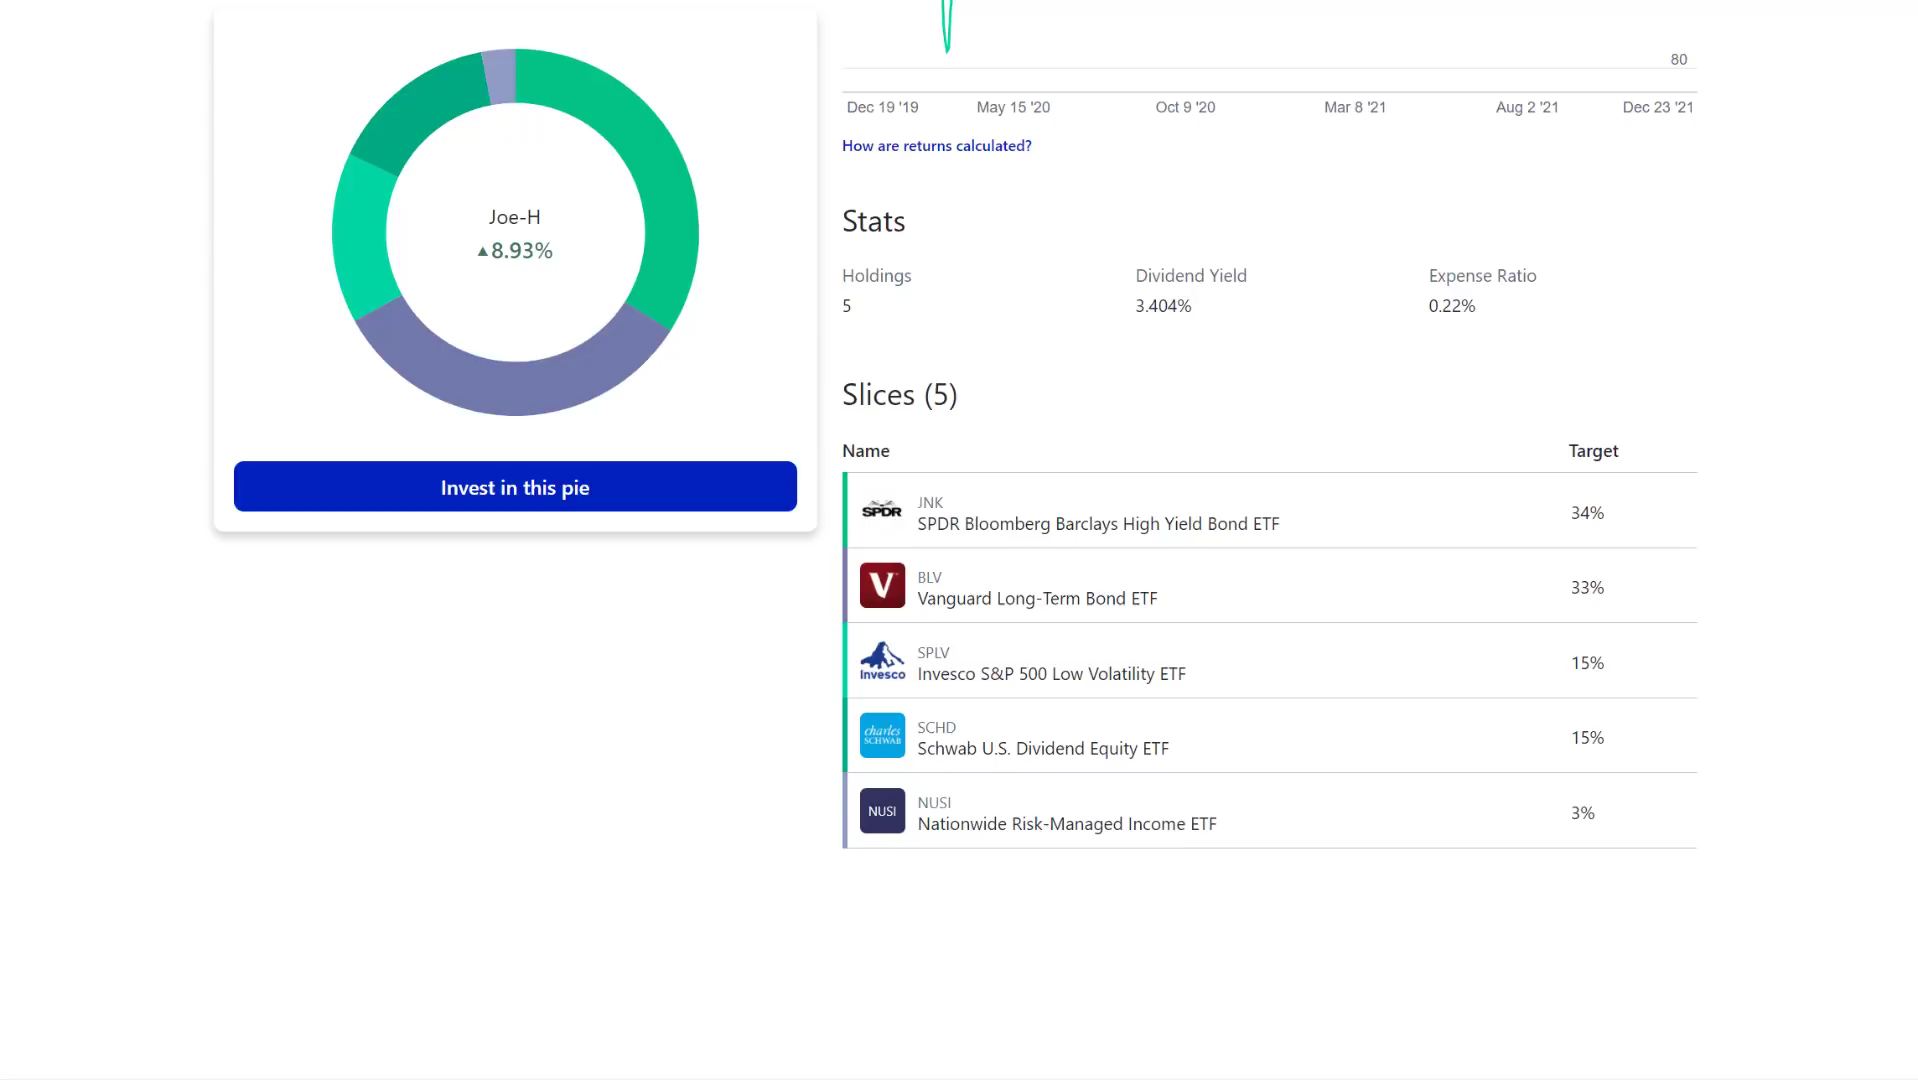 Joe-H
▲8.93%
Invest in this pie
80
Dec 19 '19 May 15 '20 Oct 9 '20 Mar 8 '21 Aug 2 '21 Dec 23 '21
How are returns calculated?
Stats
Holdings Dividend Yield Expense Ratio
5 3.404% 0.22%
Slices (5)
Name Target
SPDR
JNK
SPDR Bloomberg Barclays High Yield Bond ETF
34%
V
BLV
Vanguard Long-Term Bond ETF
33%
Invesco
SPLV
Invesco S&P 500 Low Volatility ETF
15%
charles
SCHWAB
SCHD
Schwab U.S. Dividend Equity ETF
15%
NUSI
NUSI
Nationwide Risk-Managed Income ETF
3%